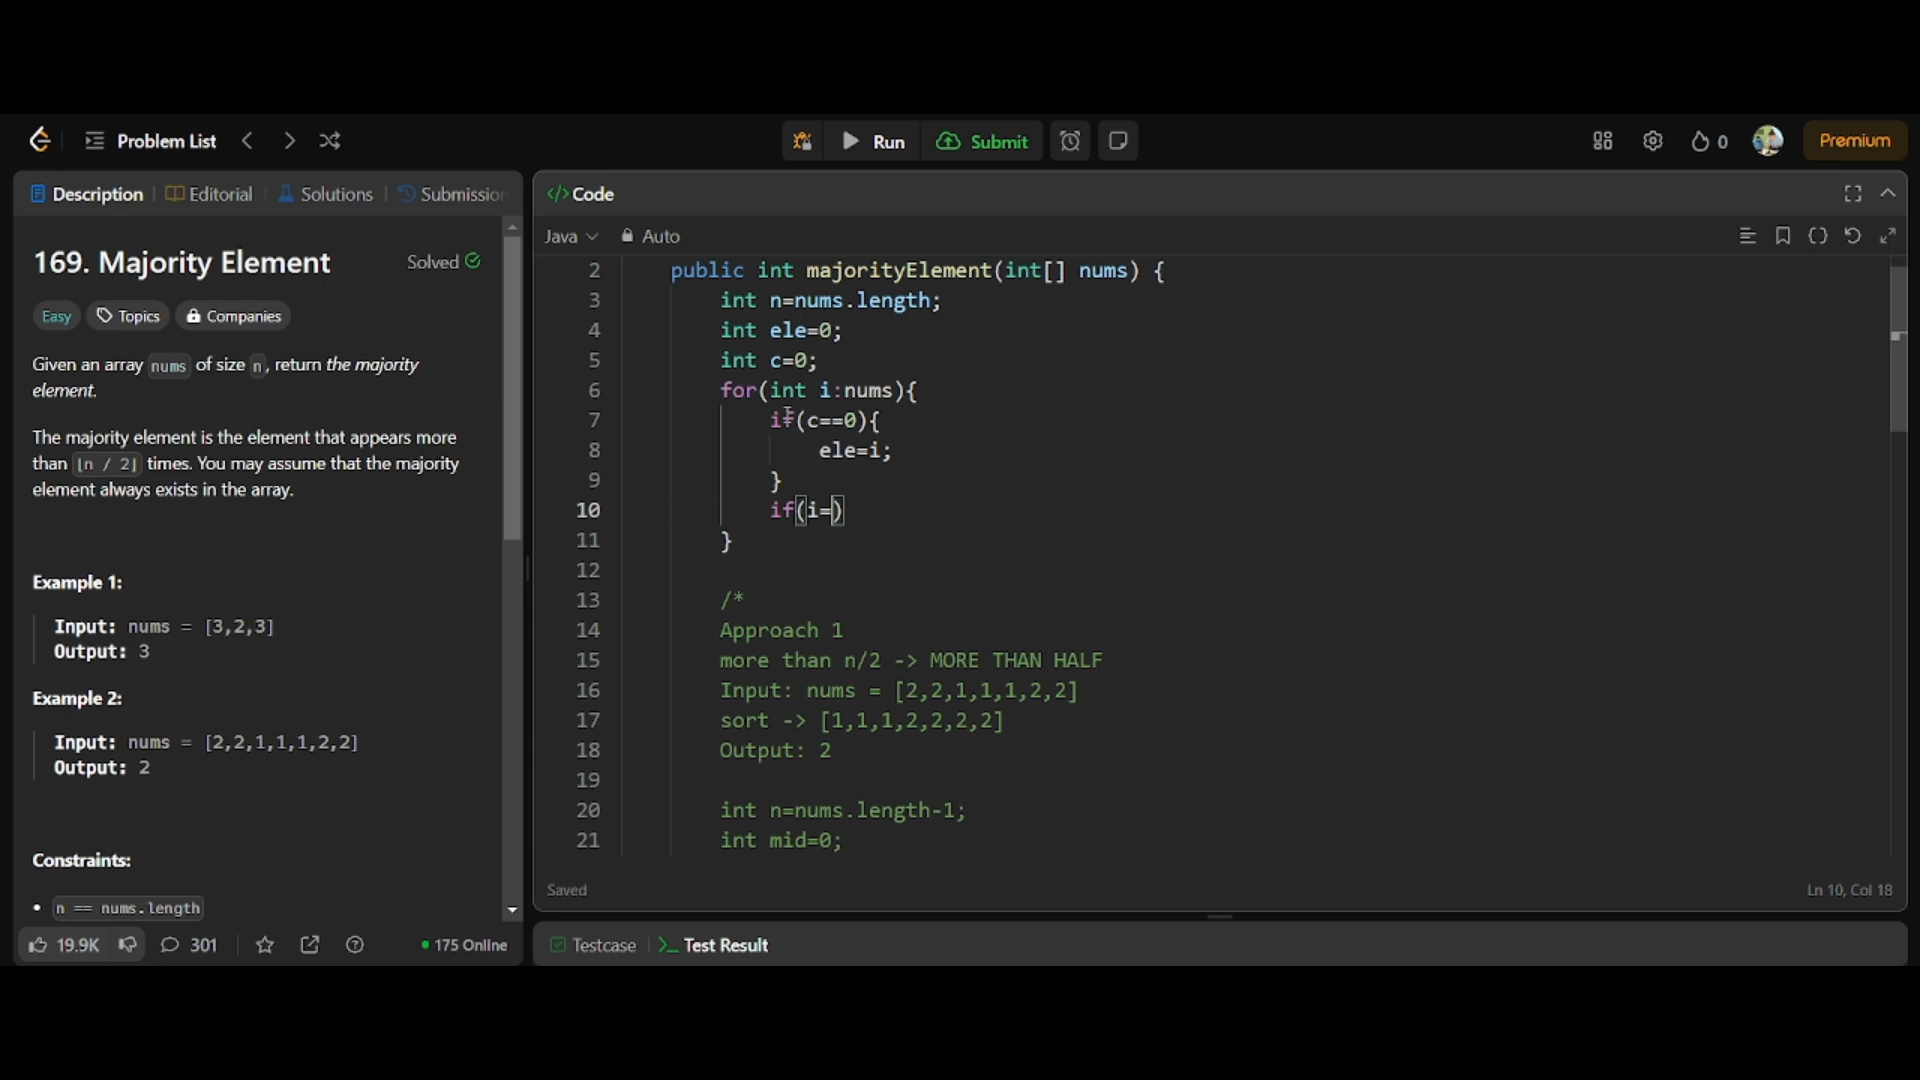 Problem List
Run
Submit
0
Premium
Description
Editorial
Solutions
Submission
</> Code
Java
Auto
169. Majority Element
Solved
Easy
Topics
Companies
Given an array nums of size n, return the majority
element.
The majority element is the element that appears more
than ⌊n / 2⌋ times. You may assume that the majority
element always exists in the array.
Example 1:
Input: nums = [3,2,3]
Output: 3
Example 2:
Input: nums = [2,2,1,1,1,2,2]
Output: 2
Constraints:
• n == nums.length
19.9K
301
175 Online
2 public int majorityElement(int[] nums) {
3 int n=nums.length;
4 int ele=0;
5 int c=0;
6 for(int i:nums){
7 if(c==0){
8 ele=i;
9 }
10 if(i=)
11 }
12
13 /*
14 Approach 1
15 more than n/2 -> MORE THAN HALF
16 Input: nums = [2,2,1,1,1,2,2]
17 sort -> [1,1,1,2,2,2,2]
18 Output: 2
19
20 int n=nums.length-1;
21 int mid=0;
Saved
Ln 10, Col 18
Testcase
Test Result